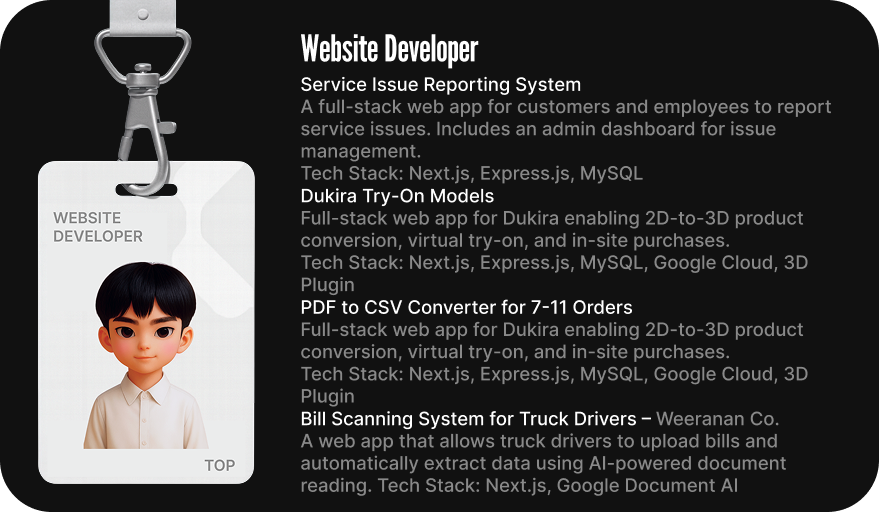 Website Developer
Service Issue Reporting System
A full-stack web app for customers and employees to report
service issues. Includes an admin dashboard for issue
management.
Tech Stack: Next.js, Express.js, MySQL
Dukira Try-On Models
Full-stack web app for Dukira enabling 2D-to-3D product
conversion, virtual try-on, and in-site purchases.
Tech Stack: Next.js, Express.js, MySQL, Google Cloud, 3D
Plugin
PDF to CSV Converter for 7-11 Orders
Full-stack web app for Dukira enabling 2D-to-3D product
conversion, virtual try-on, and in-site purchases.
Tech Stack: Next.js, Express.js, MySQL, Google Cloud, 3D
Plugin
Bill Scanning System for Truck Drivers – Weeranan Co.
A web app that allows truck drivers to upload bills and
automatically extract data using AI-powered document
reading. Tech Stack: Next.js, Google Document AI
WEBSITE
DEVELOPER
TOP